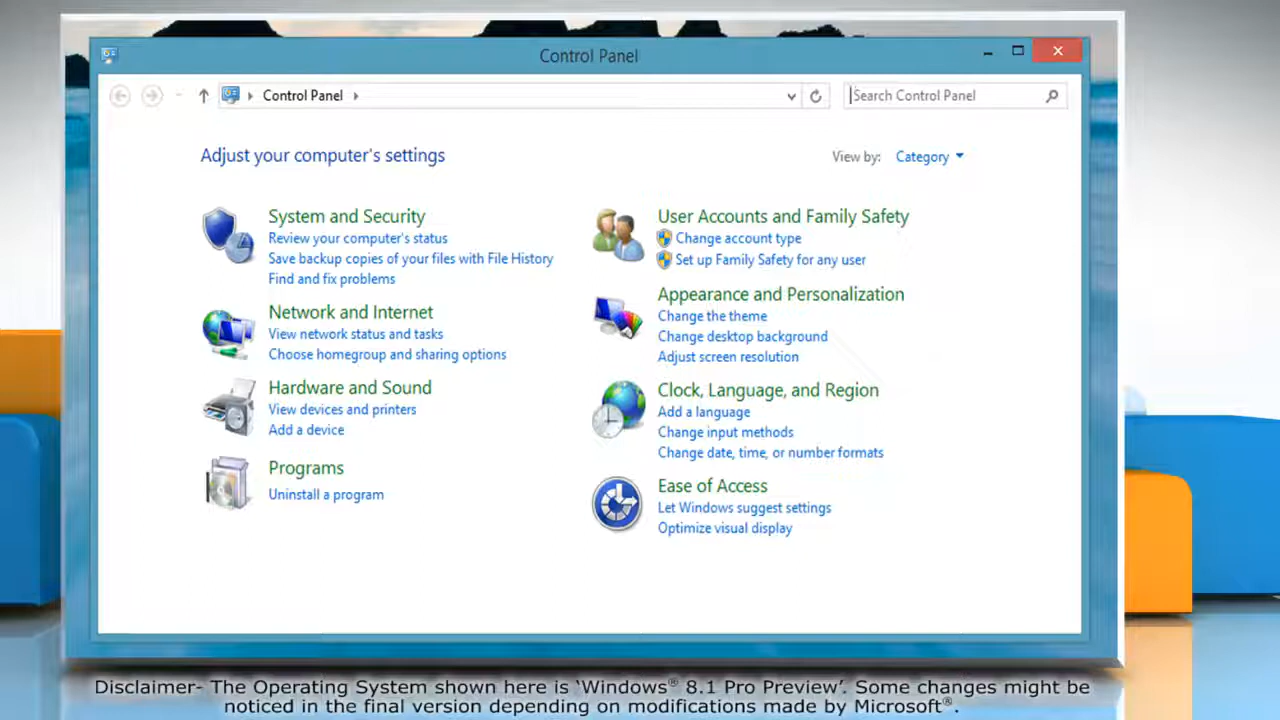 Control Panel
Control Panel
Search Control Panel
Adjust your computer's settings
View by: Category
System and Security
Review your computer's status
Save backup copies of your files with File History
Find and fix problems
Network and Internet
View network status and tasks
Choose homegroup and sharing options
Hardware and Sound
View devices and printers
Add a device
Programs
Uninstall a program
User Accounts and Family Safety
Change account type
Set up Family Safety for any user
Appearance and Personalization
Change the theme
Change desktop background
Adjust screen resolution
Clock, Language, and Region
Add a language
Change input methods
Change date, time, or number formats
Ease of Access
Let Windows suggest settings
Optimize visual display
Disclaimer- The Operating System shown here is ‘Windows® 8.1 Pro Preview’. Some changes might be
noticed in the final version depending on modifications made by Microsoft®.